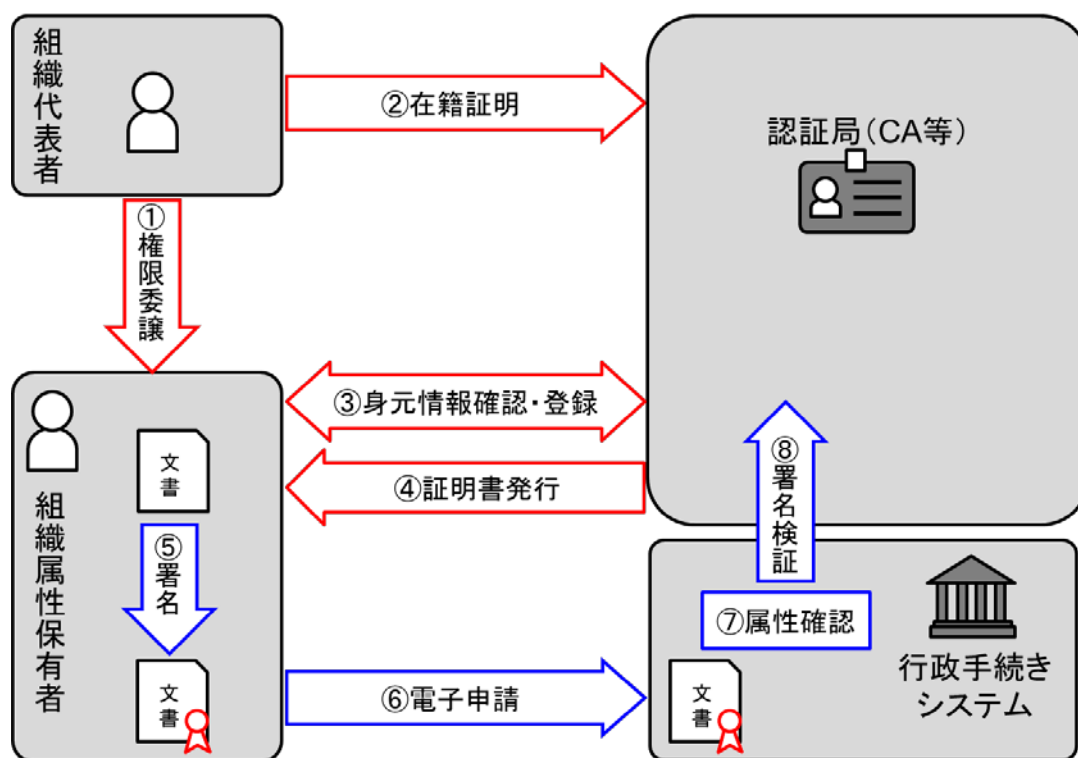 組織代表者
②在籍証明
認証局(CA等)
①権限委譲
③身元情報確認・登録
④証明書発行
組織属性保有者
文書
⑤署名
文書
⑥電子申請
⑧署名検証
⑦属性確認
文書
行政手続き
システム